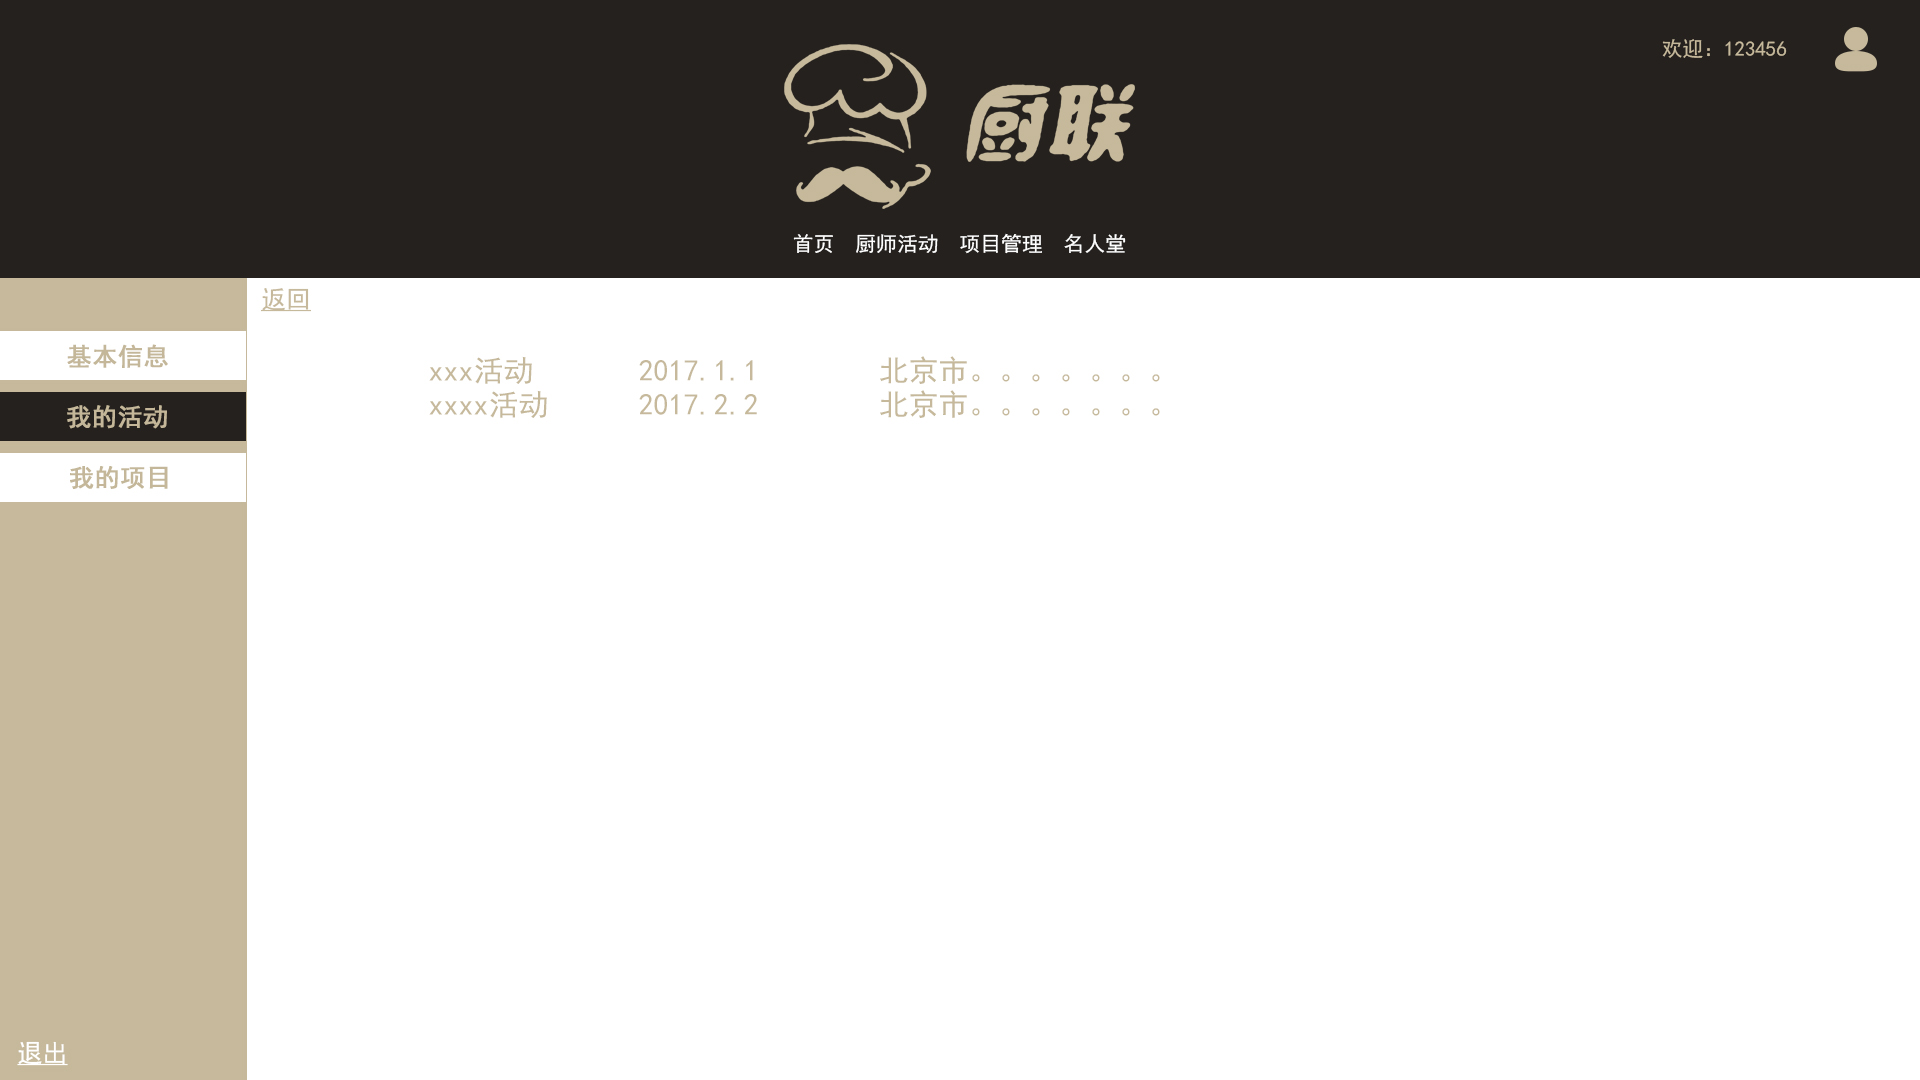 欢迎：123456
厨联
首页 厨师活动 项目管理 名人堂
返回
基本信息
我的活动
我的项目
xxx活动 2017.1.1 北京市。。。。。。。
xxxx活动 2017.2.2 北京市。。。。。。。
退出